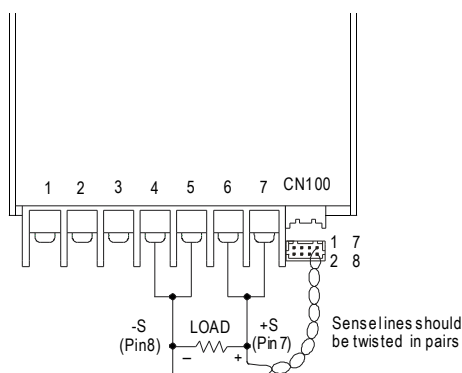 1 2 3 4 5 6 7 CN100
1 7
2 8
-S LOAD +S
(Pin8) (Pin7)
– +
Sense lines should
be twisted in pairs